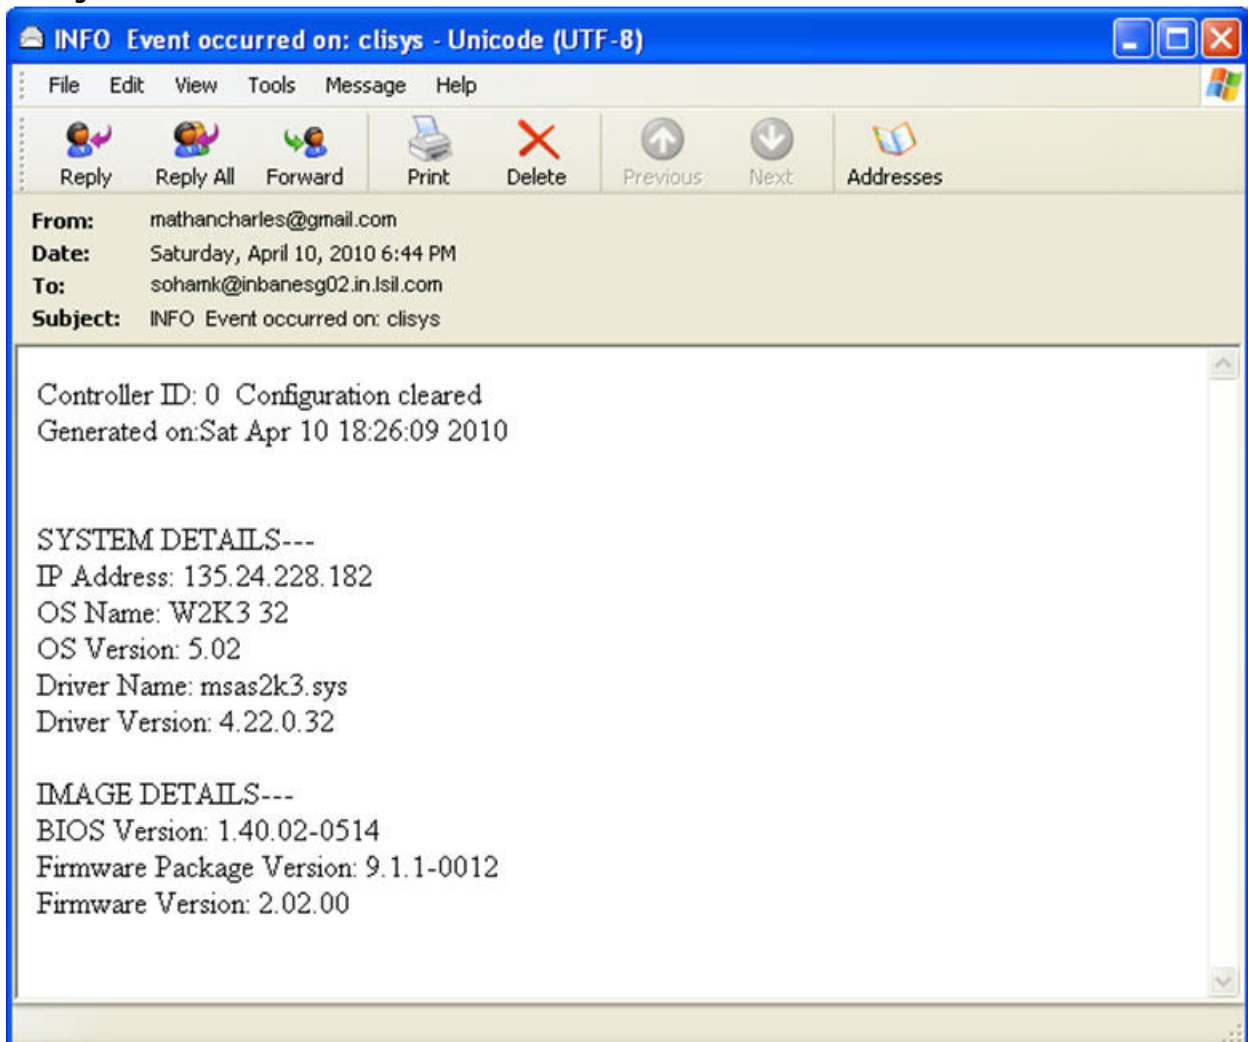 INFO  Event occurred on: clisys - Unicode (UTF-8)
File Edit View Tools Message Help
Reply Reply All Forward Print Delete Previous Next Addresses
From: mathancharles@gmail.com
Date: Saturday, April 10, 2010 6:44 PM
To: sohamk@inbanesg02.in.lsil.com
Subject: INFO  Event occurred on: clisys
Controller ID: 0  Configuration cleared
Generated on:Sat Apr 10 18:26:09 2010
SYSTEM DETAILS---
IP Address: 135.24.228.182
OS Name: W2K3 32
OS Version: 5.02
Driver Name: msas2k3.sys
Driver Version: 4.22.0.32
IMAGE DETAILS---
BIOS Version: 1.40.02-0514
Firmware Package Version: 9.1.1-0012
Firmware Version: 2.02.00